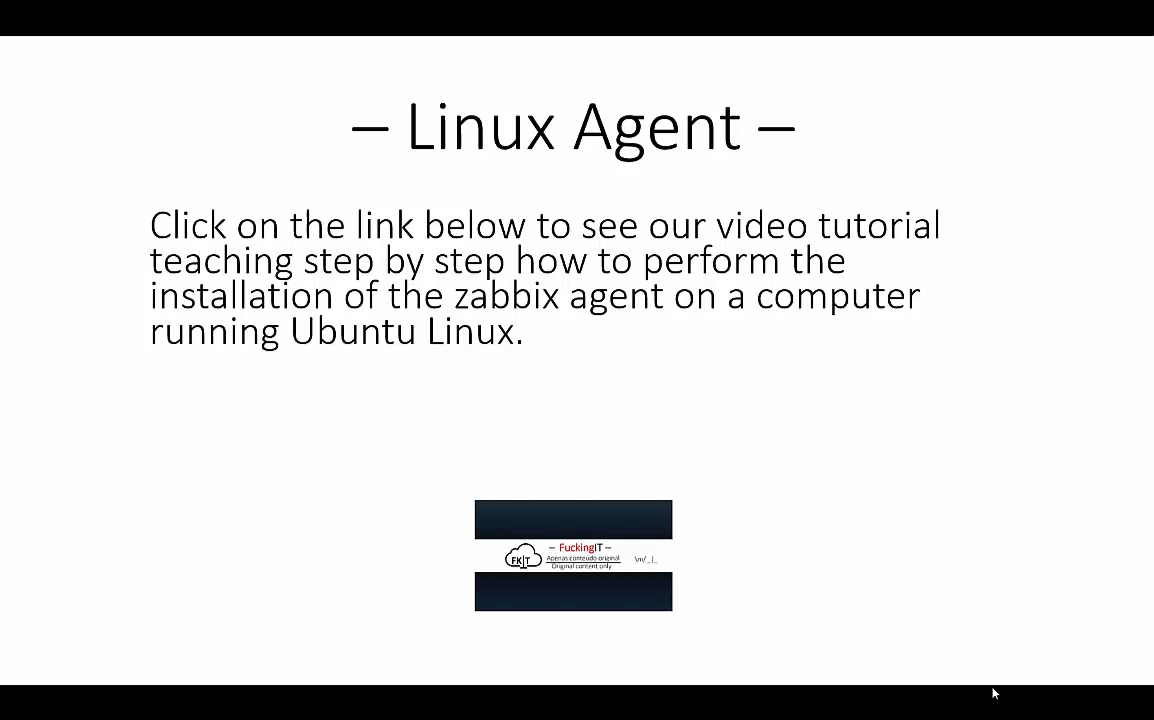 – Linux Agent –
Click on the link below to see our video tutorial
teaching step by step how to perform the
installation of the zabbix agent on a computer
running Ubuntu Linux.
– FuckingIT –
FKIT
Apenas conteúdo original
Original content only
\m/ _|_